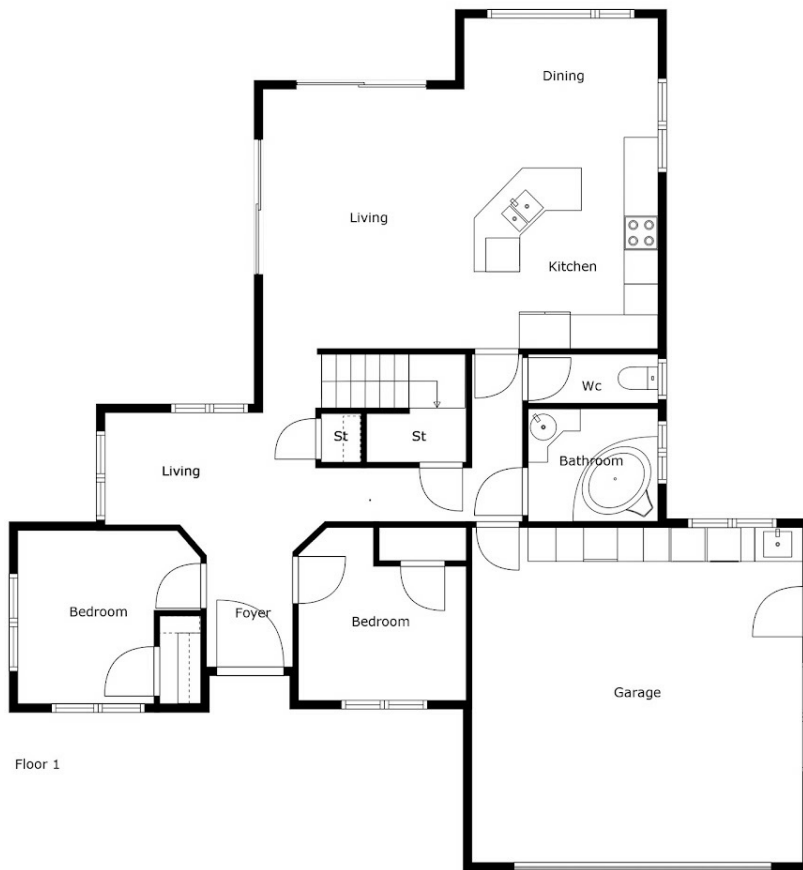 Dining
Living
Kitchen
Wc
St
St
Bathroom
Living
Bedroom
Foyer
Bedroom
Garage
Floor 1